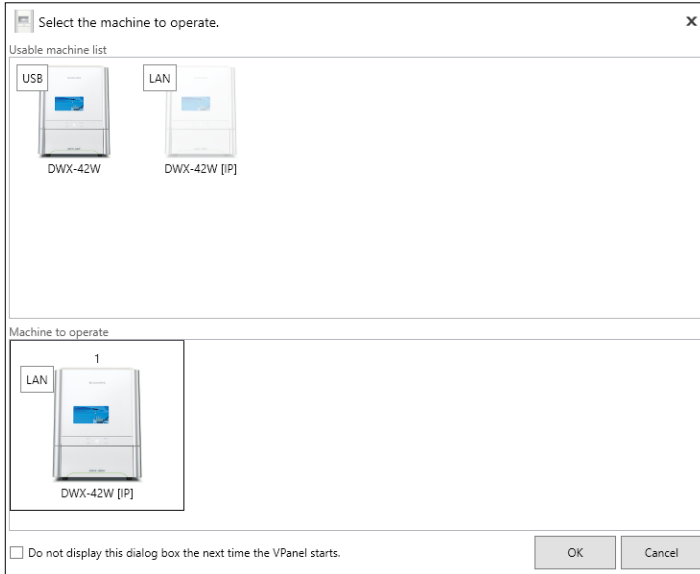 Select the machine to operate.
x
Usable machine list
USB
LAN
DWX-42W
DWX-42W [IP]
Machine to operate
1
LAN
DWX-42W [IP]
Do not display this dialog box the next time the VPanel starts.
OK
Cancel